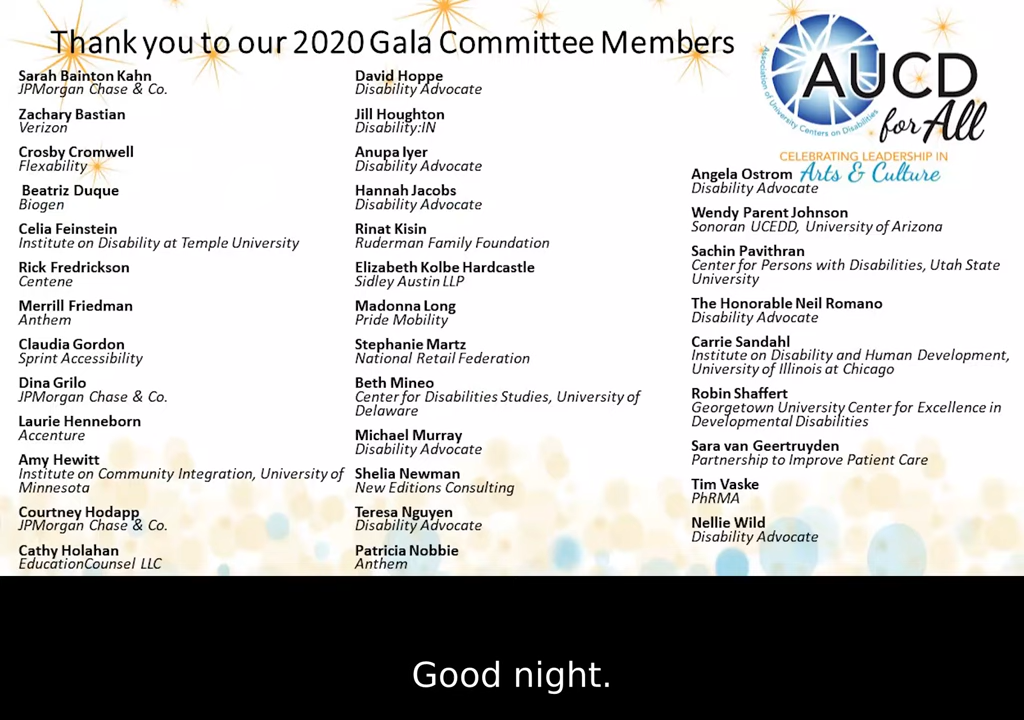 Thank you to our 2020 Gala Committee Members
Sarah Bainton Kahn
JPMorgan Chase & Co.
Zachary Bastian
Verizon
Crosby Cromwell
Flexability
Beatriz Duque
Biogen
Celia Feinstein
Institute on Disability at Temple University
Rick Fredrickson
Centene
Merrill Friedman
Anthem
Claudia Gordon
Sprint Accessibility
Dina Grilo
JPMorgan Chase & Co.
Laurie Henneborn
Accenture
Amy Hewitt
Institute on Community Integration, University of
Minnesota
Courtney Hodapp
JPMorgan Chase & Co.
Cathy Holahan
EducationCounsel LLC
David Hoppe
Disability Advocate
Jill Houghton
Disability:IN
Anupa Iyer
Disability Advocate
Hannah Jacobs
Disability Advocate
Rinat Kisin
Ruderman Family Foundation
Elizabeth Kolbe Hardcastle
Sidley Austin LLP
Madonna Long
Pride Mobility
Stephanie Martz
National Retail Federation
Beth Mineo
Center for Disabilities Studies, University of
Delaware
Michael Murray
Disability Advocate
Shelia Newman
New Editions Consulting
Teresa Nguyen
Disability Advocate
Patricia Nobbie
Anthem
AUCD
for All
Association of University Centers on Disabilities
CELEBRATING LEADERSHIP IN
Arts & Culture
Angela Ostrom
Disability Advocate
Wendy Parent Johnson
Sonoran UCEDD, University of Arizona
Sachin Pavithran
Center for Persons with Disabilities, Utah State
University
The Honorable Neil Romano
Disability Advocate
Carrie Sandahl
Institute on Disability and Human Development,
University of Illinois at Chicago
Robin Shaffert
Georgetown University Center for Excellence in
Developmental Disabilities
Sara van Geertruyden
Partnership to Improve Patient Care
Tim Vaske
PhRMA
Nellie Wild
Disability Advocate
Good night.